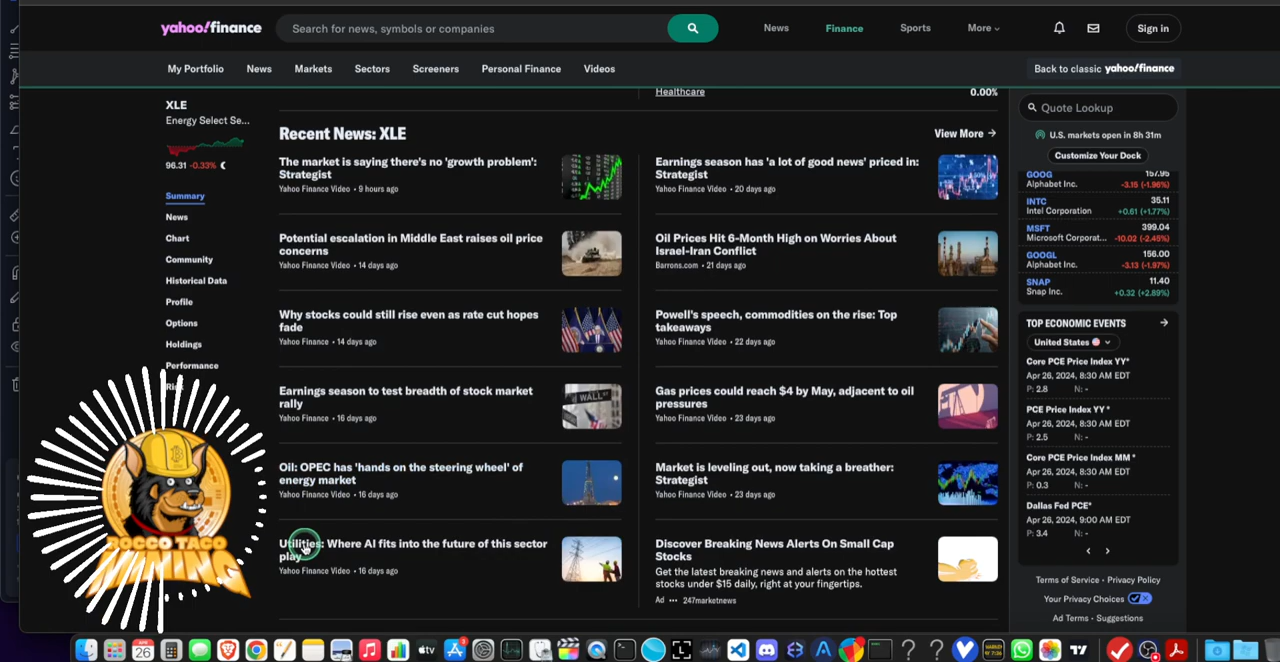 yahoo!finance
Search for news, symbols or companies
News
Finance
Sports
More
Sign in
My Portfolio
News
Markets
Sectors
Screeners
Personal Finance
Videos
Back to classic yahoo!finance
XLE
Energy Select Se...
96.31 -0.33%
Summary
News
Chart
Community
Historical Data
Profile
Options
Holdings
Performance
Healthcare
0.00%
Recent News: XLE
View More
The market is saying there's no 'growth problem':
Strategist
Yahoo Finance Video • 9 hours ago
Earnings season has 'a lot of good news' priced in:
Strategist
Yahoo Finance Video • 20 days ago
Potential escalation in Middle East raises oil price
concerns
Yahoo Finance Video • 14 days ago
Oil Prices Hit 6-Month High on Worries About
Israel-Iran Conflict
Barrons.com • 21 days ago
Why stocks could still rise even as rate cut hopes
fade
Yahoo Finance Video • 14 days ago
Powell's speech, commodities on the rise: Top
takeaways
Yahoo Finance Video • 22 days ago
Earnings season to test breadth of stock market
rally
Yahoo Finance • 16 days ago
WALL
Gas prices could reach $4 by May, adjacent to oil
pressures
Yahoo Finance Video • 23 days ago
Oil: OPEC has 'hands on the steering wheel' of
energy market
Yahoo Finance Video • 16 days ago
Market is leveling out, now taking a breather:
Strategist
Yahoo Finance Video • 23 days ago
Utilities: Where AI fits into the future of this sector
play
Yahoo Finance Video • 16 days ago
Discover Breaking News Alerts On Small Cap
Stocks
Get the latest breaking news and alerts on the hottest
stocks under $15 daily, right at your fingertips.
Ad ••• 247marketnews
Quote Lookup
U.S. markets open in 8h 31m
Customize Your Dock
GOOG 157.95
Alphabet Inc. -3.15 (-1.96%)
INTC 35.11
Intel Corporation +0.61 (+1.77%)
MSFT 399.04
Microsoft Corporat... -10.02 (-2.45%)
GOOGL 156.00
Alphabet Inc. -3.13 (-1.97%)
SNAP 11.40
Snap Inc. +0.32 (+2.89%)
TOP ECONOMIC EVENTS
United States
Core PCE Price Index YY*
Apr 26, 2024, 8:30 AM EDT
P: 2.8 N: -
PCE Price Index YY *
Apr 26, 2024, 8:30 AM EDT
P: 2.5 N: -
Core PCE Price Index MM *
Apr 26, 2024, 8:30 AM EDT
P: 0.3 N: -
Dallas Fed PCE*
Apr 26, 2024, 9:00 AM EDT
P: 3.4 N: -
Terms of Service • Privacy Policy
Your Privacy Choices
Ad Terms • Suggestions
ROCCO TACO
MINING
26
tv